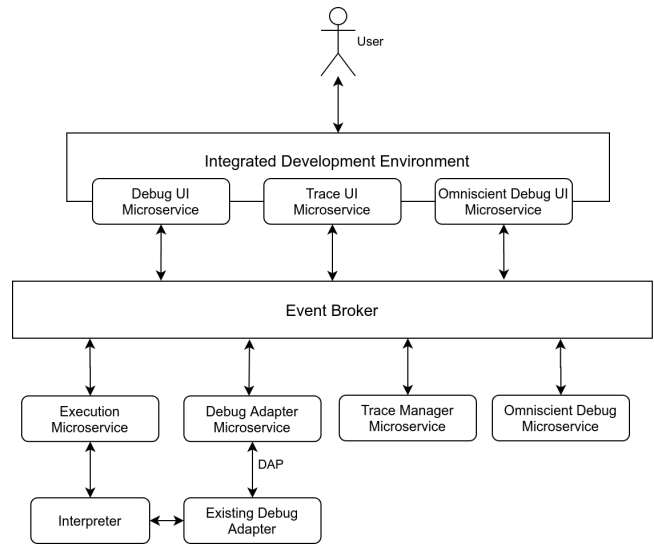 User
Integrated Development Environment
Debug UI
Microservice
Trace UI
Microservice
Omniscient Debug UI
Microservice
Event Broker
Execution
Microservice
Debug Adapter
Microservice
Trace Manager
Microservice
Omniscient Debug
Microservice
DAP
Interpreter
Existing Debug
Adapter